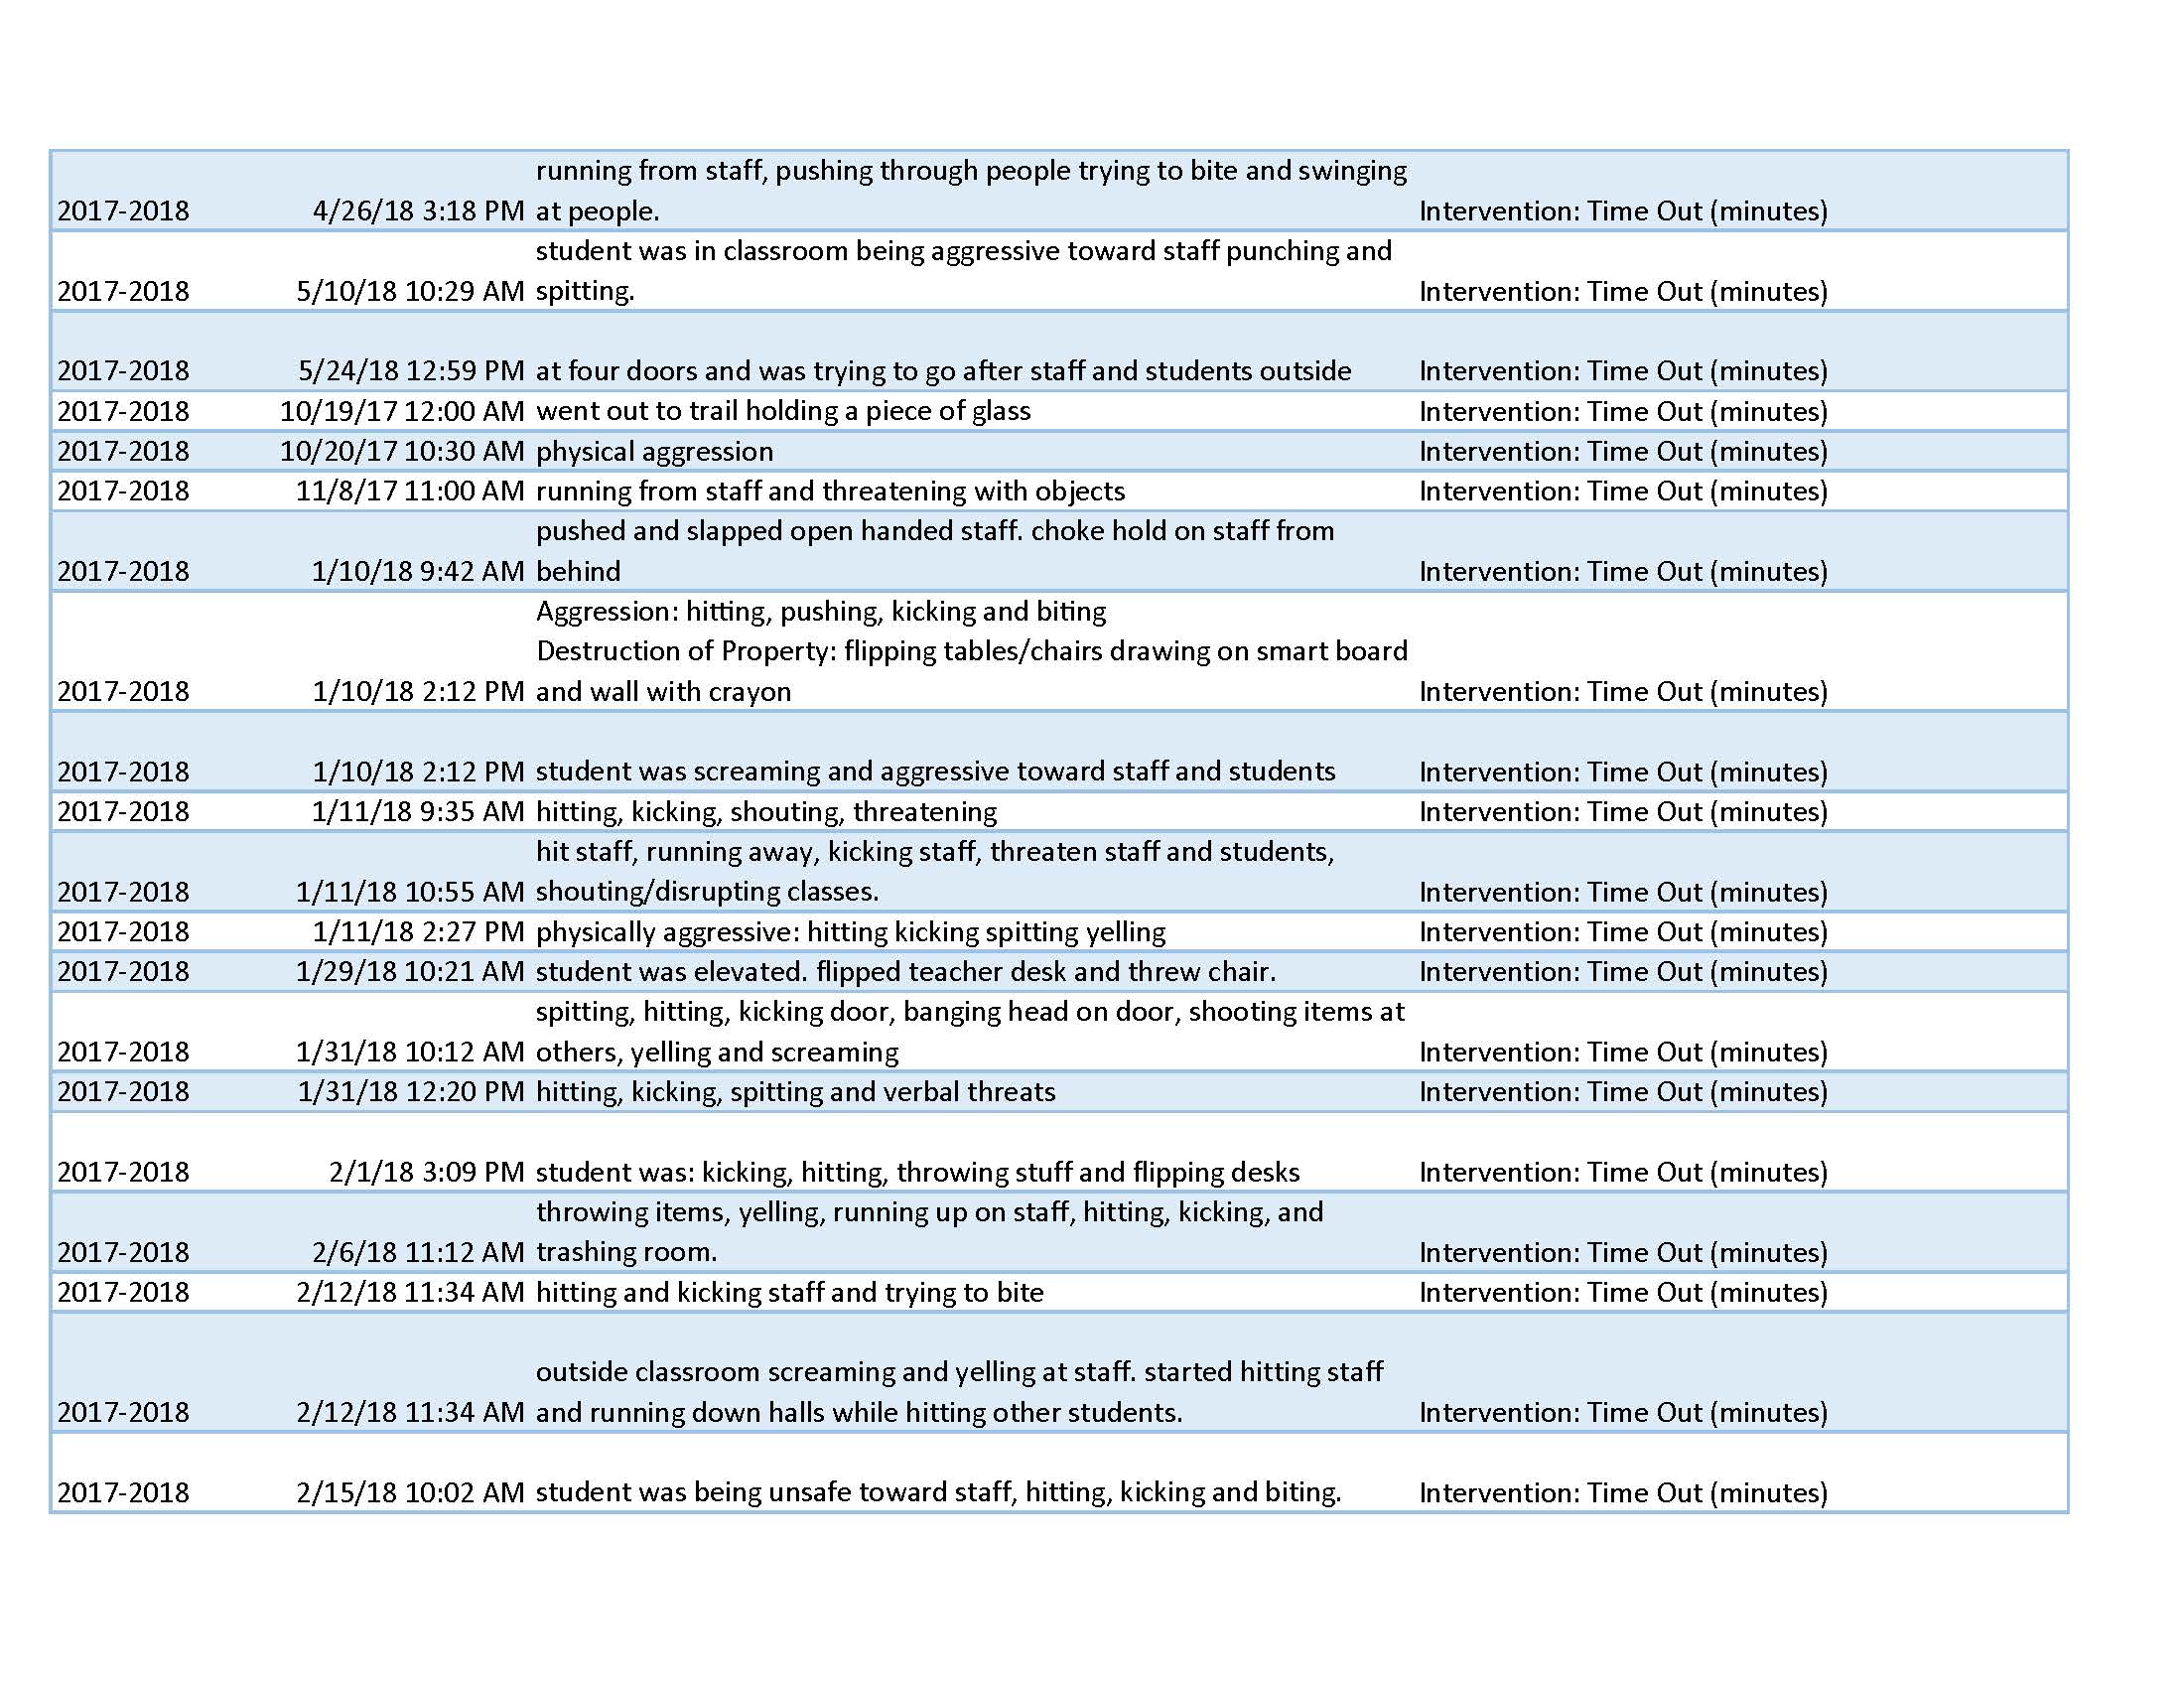 running from staff, pushing through people trying to bite and swinging
2017-2018 4/26/18 3:18 PM at people. Intervention: Time Out (minutes)
student was in classroom being aggressive toward staff punching and
2017-2018 5/10/18 10:29 AM spitting. Intervention: Time Out (minutes)
2017-2018 5/24/18 12:59 PM at four doors and was trying to go after staff and students outside Intervention: Time Out (minutes)
2017-2018 10/19/17 12:00 AM went out to trail holding a piece of glass Intervention: Time Out (minutes)
2017-2018 10/20/17 10:30 AM physical aggression Intervention: Time Out (minutes)
2017-2018 11/8/17 11:00 AM running from staff and threatening with objects Intervention: Time Out (minutes)
pushed and slapped open handed staff. choke hold on staff from
2017-2018 1/10/18 9:42 AM behind Intervention: Time Out (minutes)
Aggression: hitting, pushing, kicking and biting
Destruction of Property: flipping tables/chairs drawing on smart board
2017-2018 1/10/18 2:12 PM and wall with crayon Intervention: Time Out (minutes)
2017-2018 1/10/18 2:12 PM student was screaming and aggressive toward staff and students Intervention: Time Out (minutes)
2017-2018 1/11/18 9:35 AM hitting, kicking, shouting, threatening Intervention: Time Out (minutes)
hit staff, running away, kicking staff, threaten staff and students,
2017-2018 1/11/18 10:55 AM shouting/disrupting classes. Intervention: Time Out (minutes)
2017-2018 1/11/18 2:27 PM physically aggressive: hitting kicking spitting yelling Intervention: Time Out (minutes)
2017-2018 1/29/18 10:21 AM student was elevated. flipped teacher desk and threw chair. Intervention: Time Out (minutes)
spitting, hitting, kicking door, banging head on door, shooting items at
2017-2018 1/31/18 10:12 AM others, yelling and screaming Intervention: Time Out (minutes)
2017-2018 1/31/18 12:20 PM hitting, kicking, spitting and verbal threats Intervention: Time Out (minutes)
2017-2018 2/1/18 3:09 PM student was: kicking, hitting, throwing stuff and flipping desks Intervention: Time Out (minutes)
throwing items, yelling, running up on staff, hitting, kicking, and
2017-2018 2/6/18 11:12 AM trashing room. Intervention: Time Out (minutes)
2017-2018 2/12/18 11:34 AM hitting and kicking staff and trying to bite Intervention: Time Out (minutes)
outside classroom screaming and yelling at staff. started hitting staff
2017-2018 2/12/18 11:34 AM and running down halls while hitting other students. Intervention: Time Out (minutes)
2017-2018 2/15/18 10:02 AM student was being unsafe toward staff, hitting, kicking and biting. Intervention: Time Out (minutes)